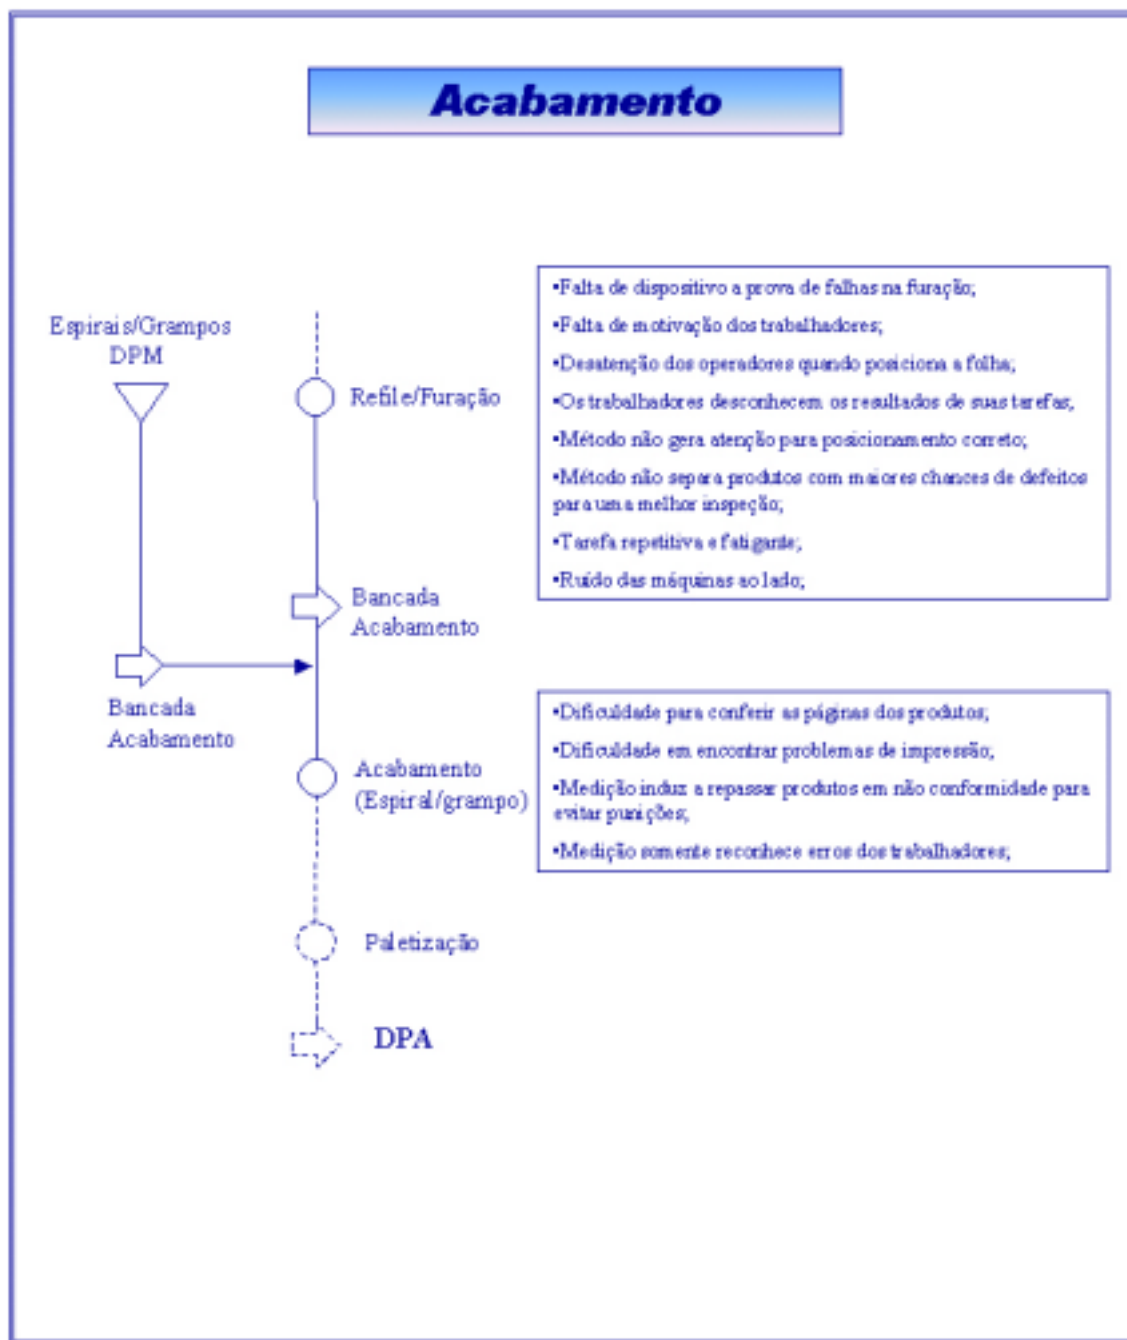 Acabamento
Espirais/Grampos
DPM
Refile/Furação
•Falta de dispositivo a prova de falhas na furação;
•Falta de motivação dos trabalhadores;
•Desatenção dos operadores quando posiciona a folha;
•Os trabalhadores desconhecem os resultados de suas tarefas;
•Método não gera atenção para posicionamento correto;
•Método não separa produtos com maiores chances de defeitos
para uma melhor inspeção;
•Tarefa repetitiva e fatigante;
•Ruído das máquinas ao lado;
Bancada
Acabamento
Bancada
Acabamento
Acabamento
(Espiral/grampo)
•Dificuldade para conferir as páginas dos produtos;
•Dificuldade em encontrar problemas de impressão;
•Medição induz a repassar produtos em não conformidade para
evitar punições;
•Medição somente reconhece erros dos trabalhadores;
Paletização
DPA